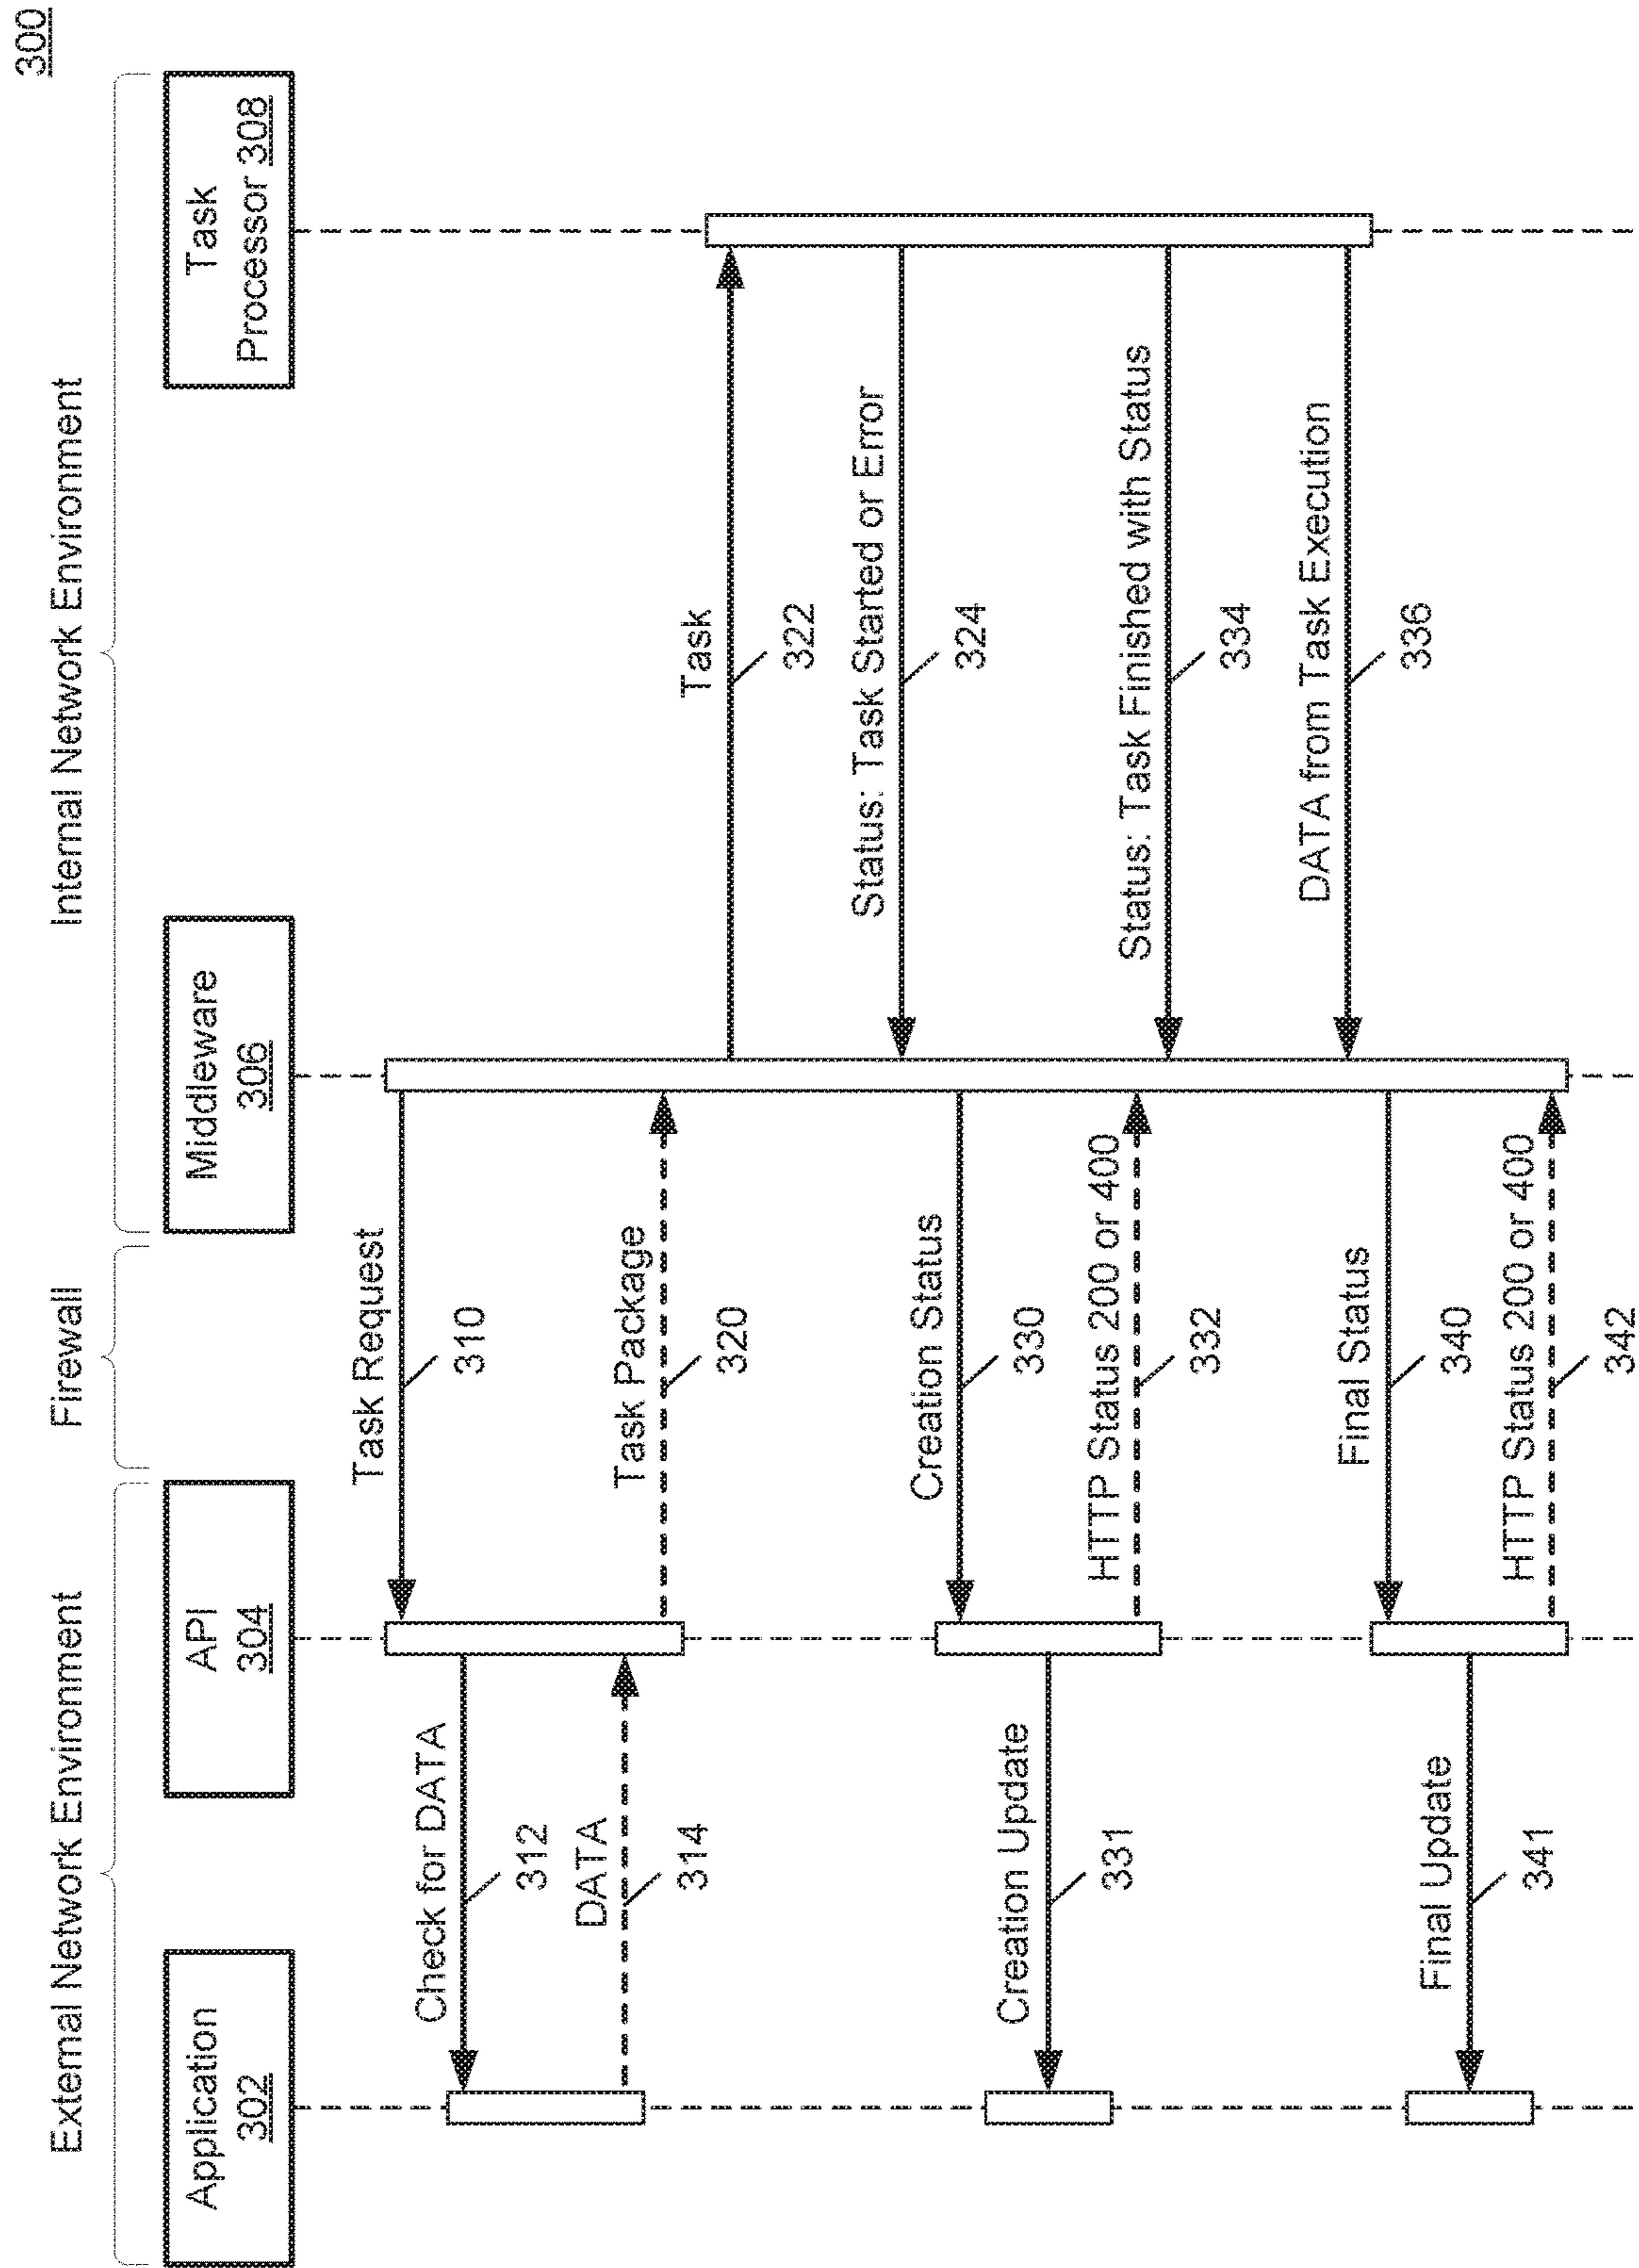 300
External Network Environment
Firewall
Internal Network Environment
Application
302
API
304
Middleware
306
Task
Processor 308
Task Request
310
Check for DATA
312
DATA
314
Task Package
320
Task
322
Status: Task Started or Error
324
Creation Status
330
Creation Update
331
HTTP Status 200 or 400
332
Status: Task Finished with Status
334
DATA from Task Execution
336
Final Status
340
Final Update
341
HTTP Status 200 or 400
342